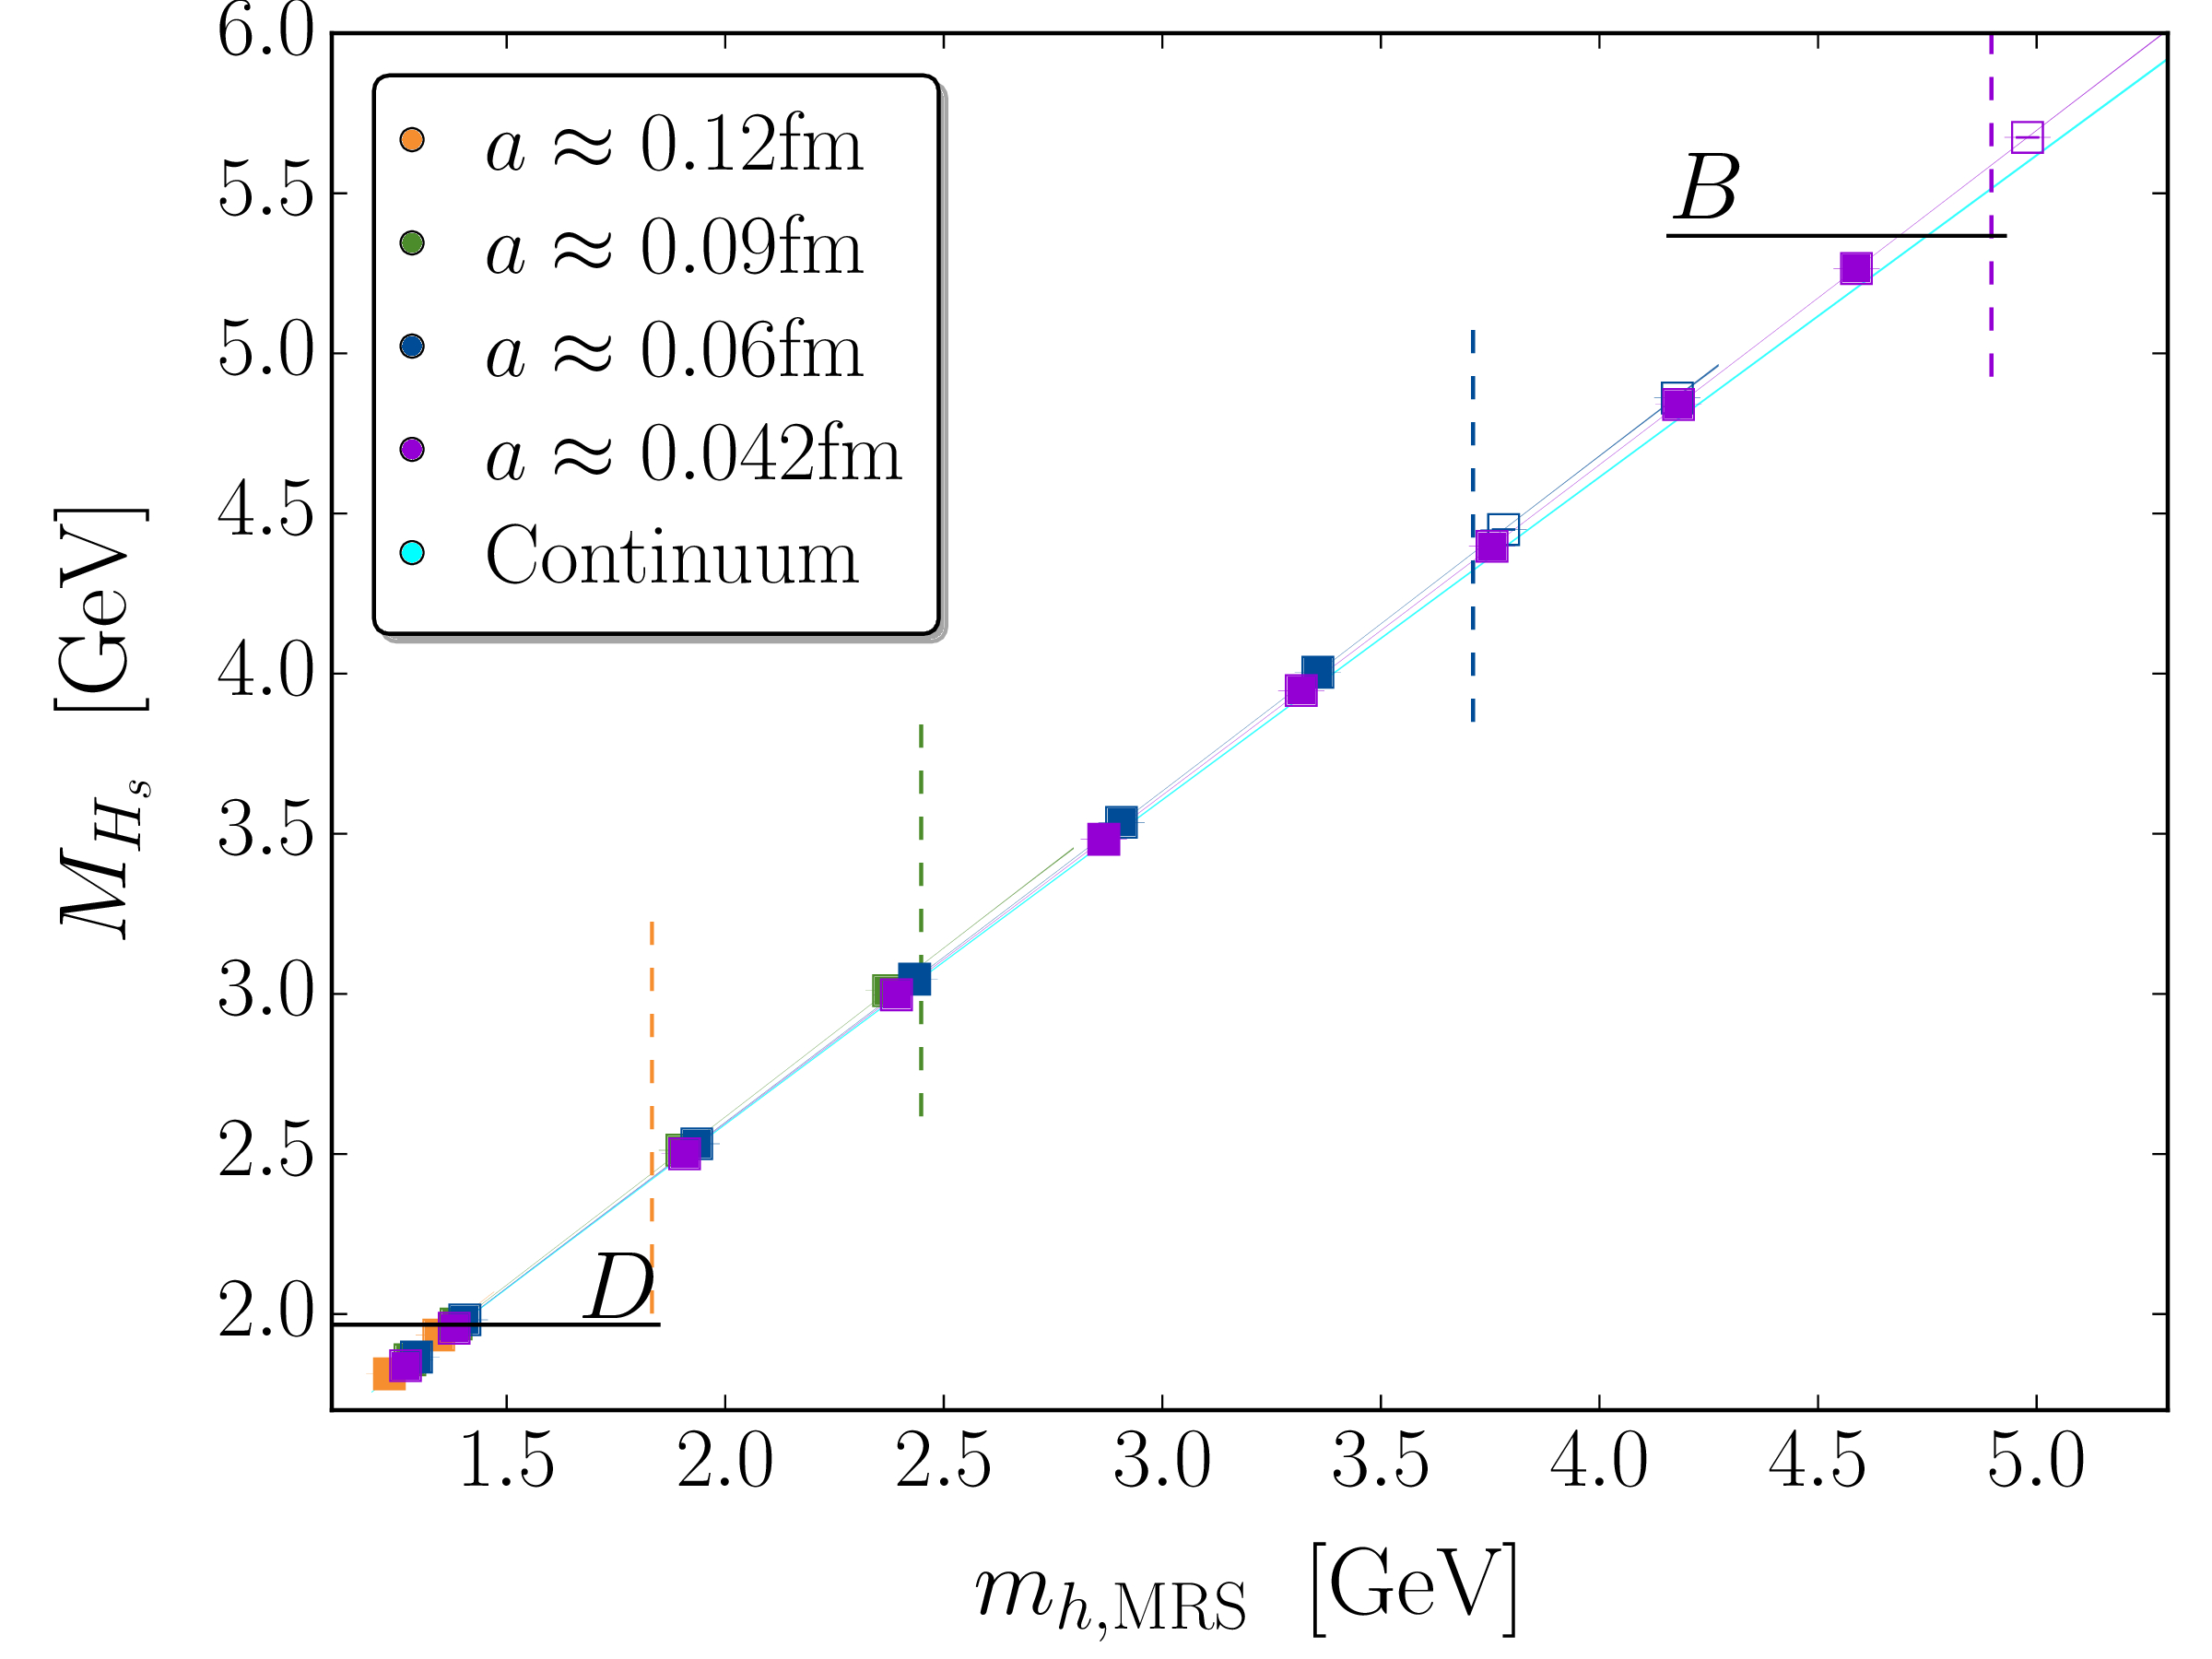 6.0
5.5
5.0
4.5
4.0
3.5
3.0
2.5
2.0
M_{H_s} [GeV]
a ≈ 0.12fm
a ≈ 0.09fm
a ≈ 0.06fm
a ≈ 0.042fm
Continuum
B
D
1.5 2.0 2.5 3.0 3.5 4.0 4.5 5.0
m_{h,MRS} [GeV]